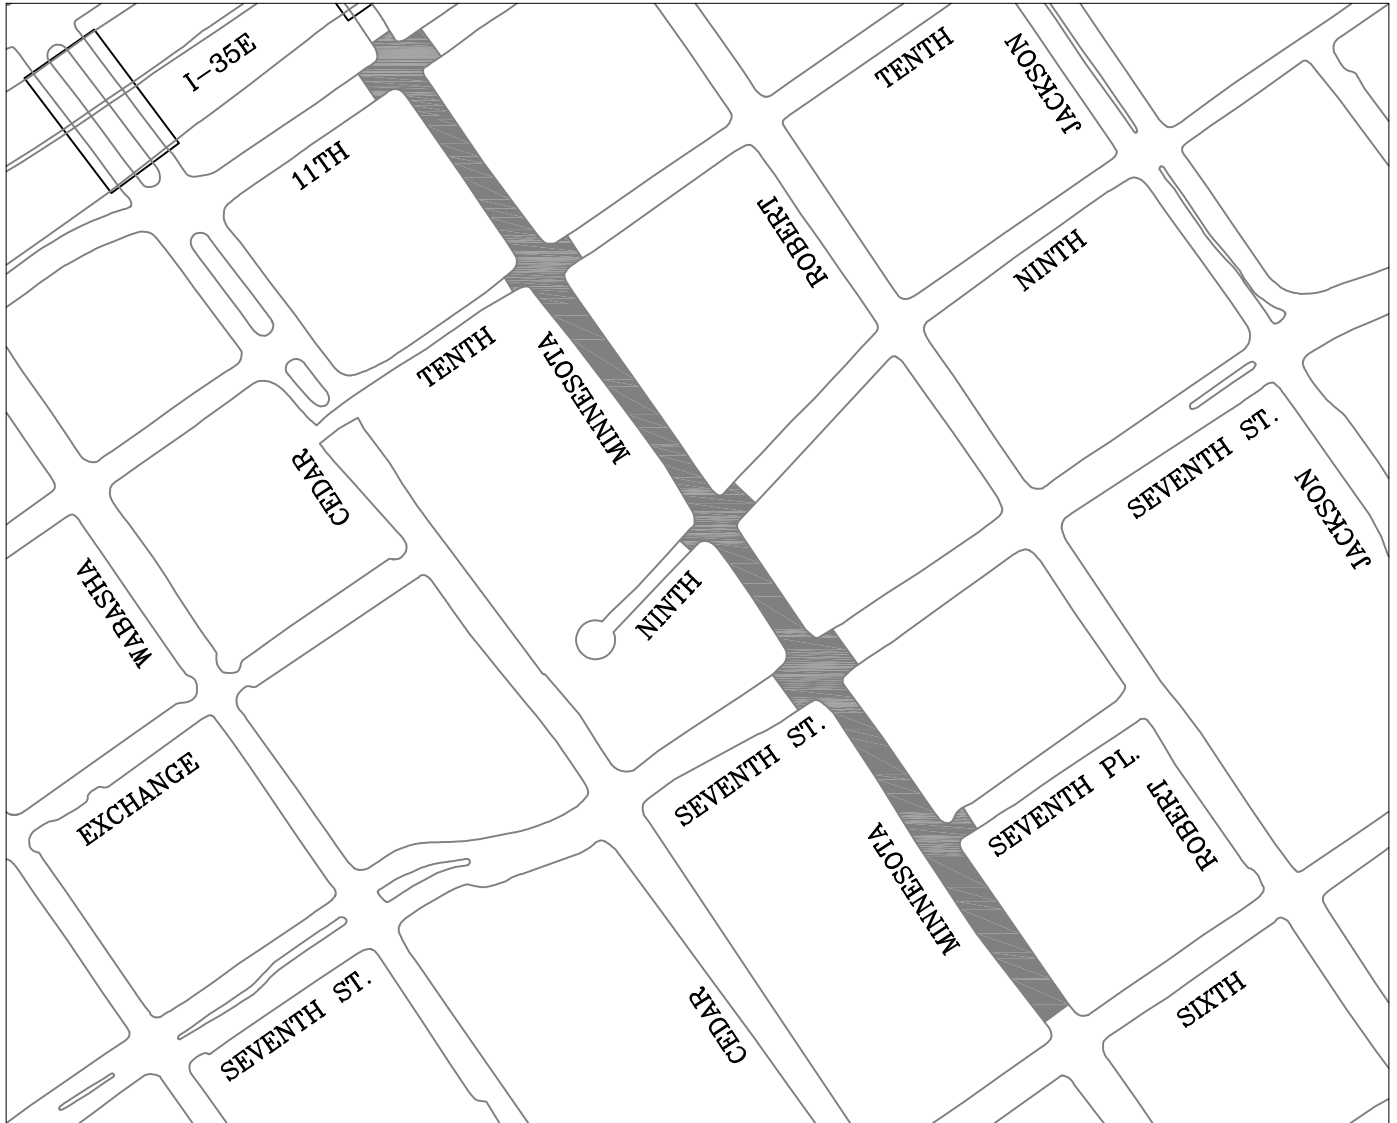 I-35E
TENTH
JACKSON
11TH
ROBERT
NINTH
TENTH
MINNESOTA
CEDAR
SEVENTH ST.
JACKSON
WABASHA
NINTH
EXCHANGE
SEVENTH ST.
SEVENTH PL.
ROBERT
MINNESOTA
SEVENTH ST.
CEDAR
SIXTH